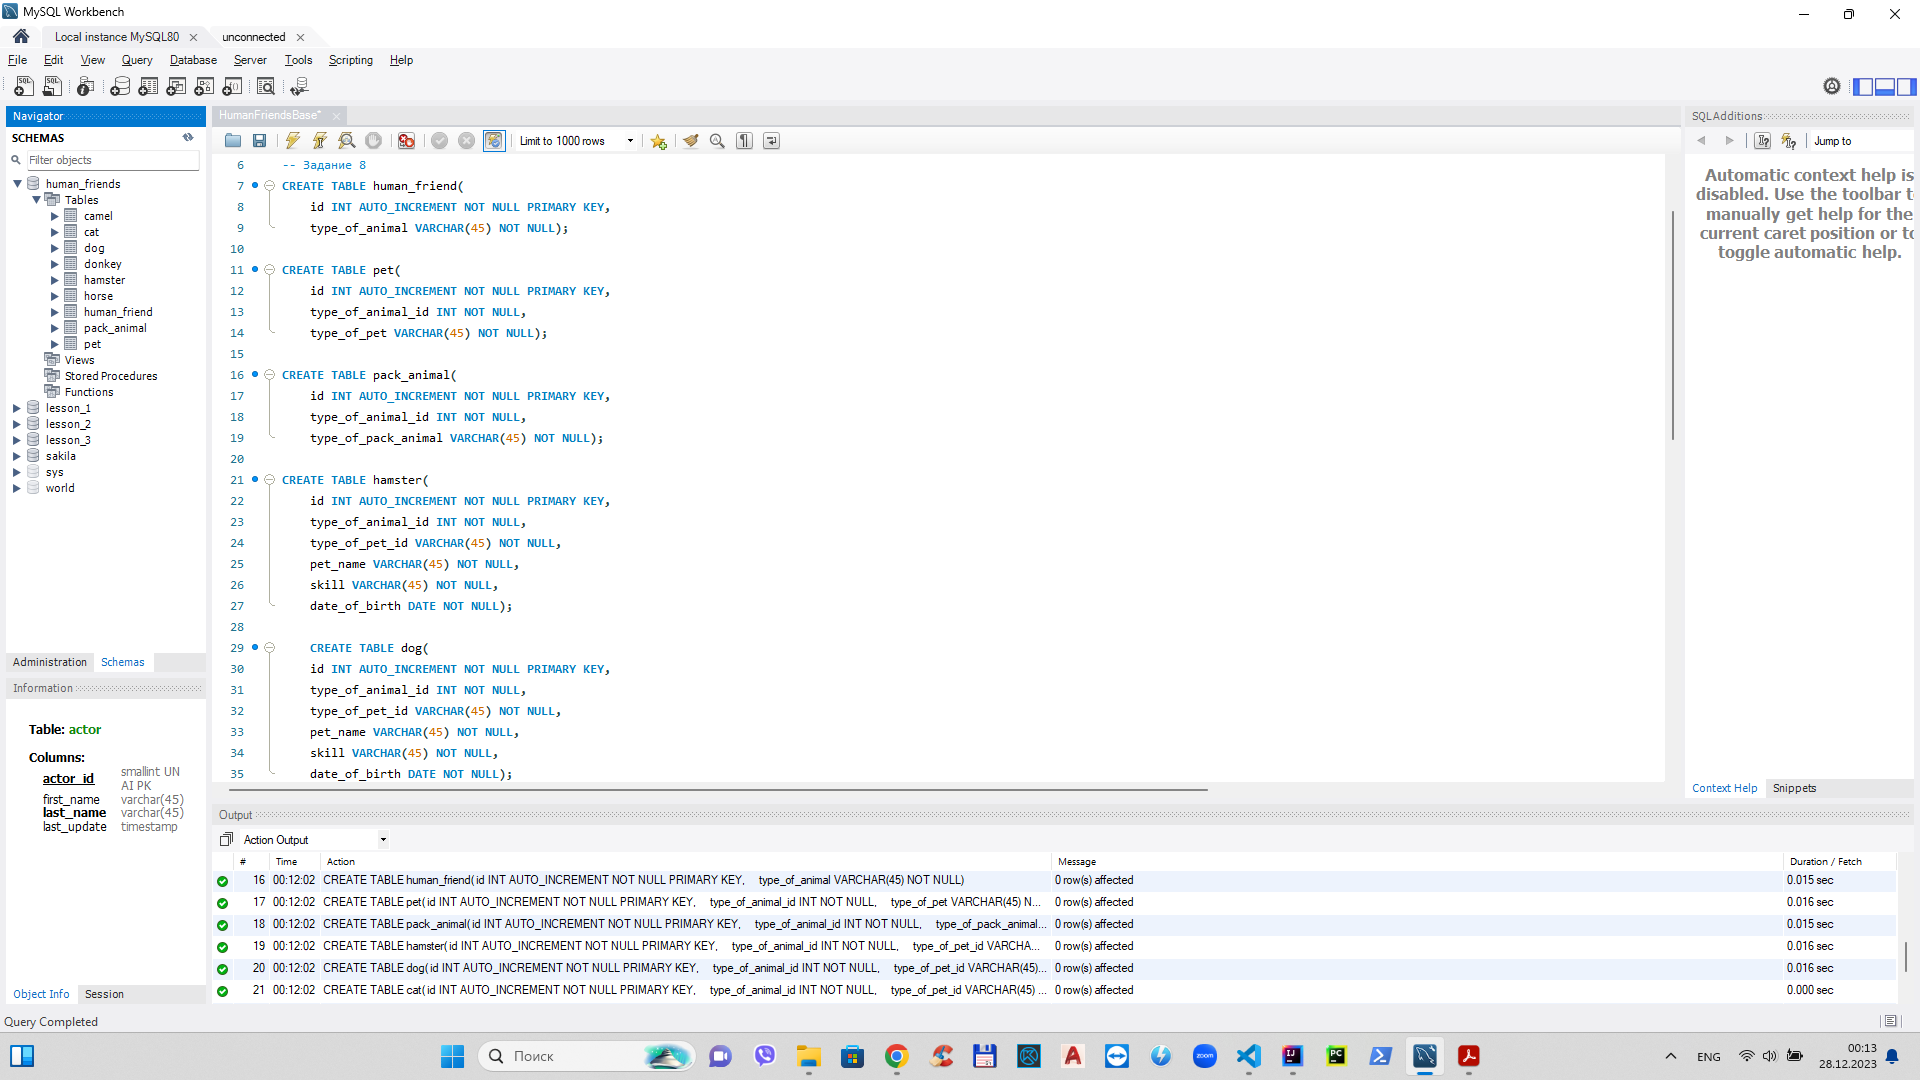 MySQL Workbench
Local instance MySQL80
unconnected
File Edit View Query Database Server Tools Scripting Help
Navigator
SCHEMAS
Filter objects
human_friends
Tables
camel
cat
dog
donkey
hamster
horse
human_friend
pack_animal
pet
Views
Stored Procedures
Functions
lesson_1
lesson_2
lesson_3
sakila
sys
world
Administration Schemas
Information
Table: actor
Columns:
actor_id smallint UN
AI PK
first_name varchar(45)
last_name varchar(45)
last_update timestamp
Object Info Session
Query Completed
HumanFriendsBase*
Limit to 1000 rows
6 -- Задание 8
7 CREATE TABLE human_friend(
8 id INT AUTO_INCREMENT NOT NULL PRIMARY KEY,
9 type_of_animal VARCHAR(45) NOT NULL);
10
11 CREATE TABLE pet(
12 id INT AUTO_INCREMENT NOT NULL PRIMARY KEY,
13 type_of_animal_id INT NOT NULL,
14 type_of_pet VARCHAR(45) NOT NULL);
15
16 CREATE TABLE pack_animal(
17 id INT AUTO_INCREMENT NOT NULL PRIMARY KEY,
18 type_of_animal_id INT NOT NULL,
19 type_of_pack_animal VARCHAR(45) NOT NULL);
20
21 CREATE TABLE hamster(
22 id INT AUTO_INCREMENT NOT NULL PRIMARY KEY,
23 type_of_animal_id INT NOT NULL,
24 type_of_pet_id VARCHAR(45) NOT NULL,
25 pet_name VARCHAR(45) NOT NULL,
26 skill VARCHAR(45) NOT NULL,
27 date_of_birth DATE NOT NULL);
28
29 CREATE TABLE dog(
30 id INT AUTO_INCREMENT NOT NULL PRIMARY KEY,
31 type_of_animal_id INT NOT NULL,
32 type_of_pet_id VARCHAR(45) NOT NULL,
33 pet_name VARCHAR(45) NOT NULL,
34 skill VARCHAR(45) NOT NULL,
35 date_of_birth DATE NOT NULL);
SQLAdditions
Jump to
Automatic context help is
disabled. Use the toolbar t
manually get help for the
current caret position or to
toggle automatic help.
Context Help Snippets
Output
Action Output
# Time Action Message Duration / Fetch
16 00:12:02 CREATE TABLE human_friend( id INT AUTO_INCREMENT NOT NULL PRIMARY KEY, type_of_animal VARCHAR(45) NOT NULL) 0 row(s) affected 0.015 sec
17 00:12:02 CREATE TABLE pet( id INT AUTO_INCREMENT NOT NULL PRIMARY KEY, type_of_animal_id INT NOT NULL, type_of_pet VARCHAR(45) N... 0 row(s) affected 0.016 sec
18 00:12:02 CREATE TABLE pack_animal( id INT AUTO_INCREMENT NOT NULL PRIMARY KEY, type_of_animal_id INT NOT NULL, type_of_pack_animal... 0 row(s) affected 0.015 sec
19 00:12:02 CREATE TABLE hamster( id INT AUTO_INCREMENT NOT NULL PRIMARY KEY, type_of_animal_id INT NOT NULL, type_of_pet_id VARCHA... 0 row(s) affected 0.016 sec
20 00:12:02 CREATE TABLE dog( id INT AUTO_INCREMENT NOT NULL PRIMARY KEY, type_of_animal_id INT NOT NULL, type_of_pet_id VARCHAR(45)... 0 row(s) affected 0.016 sec
21 00:12:02 CREATE TABLE cat( id INT AUTO_INCREMENT NOT NULL PRIMARY KEY, type_of_animal_id INT NOT NULL, type_of_pet_id VARCHAR(45) ... 0 row(s) affected 0.000 sec
Поиск
zoom
ENG
00:13
28.12.2023